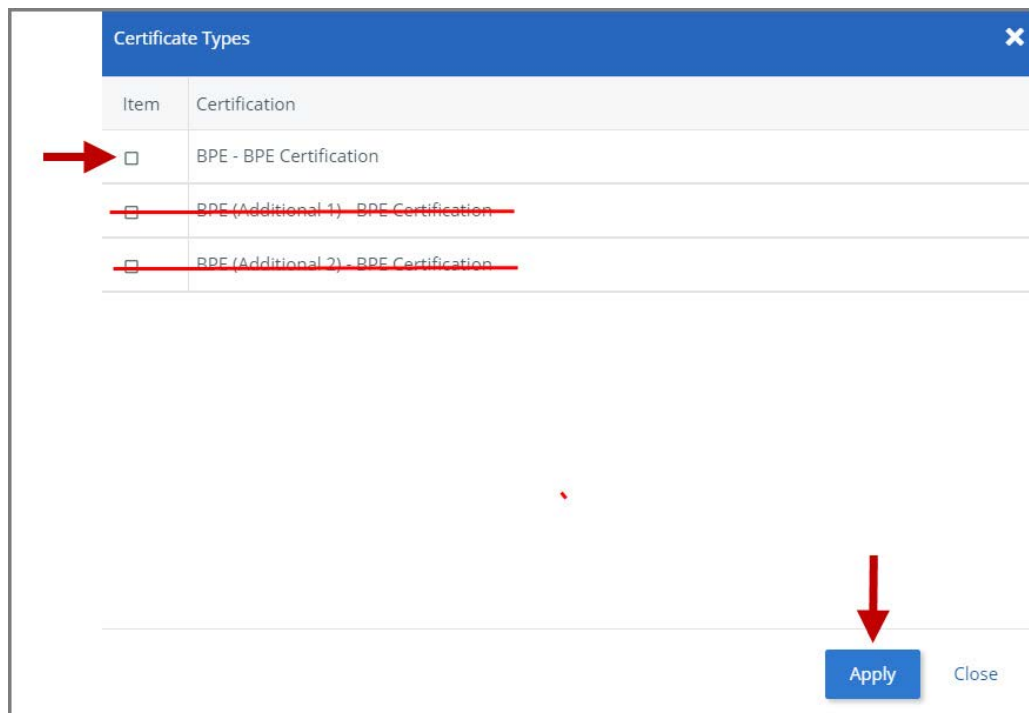 Certificate Types
Item Certification
BPE - BPE Certification
BPE (Additional 1) - BPE Certification
BPE (Additional 2) - BPE Certification
Apply Close